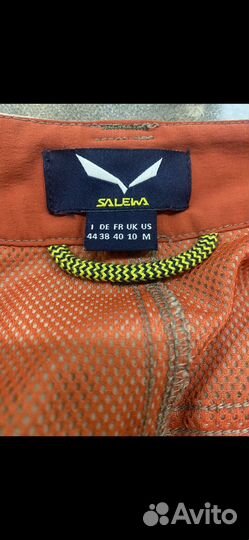 SALEWA
I DE FR UK US
44 38 40 10 M
Avito